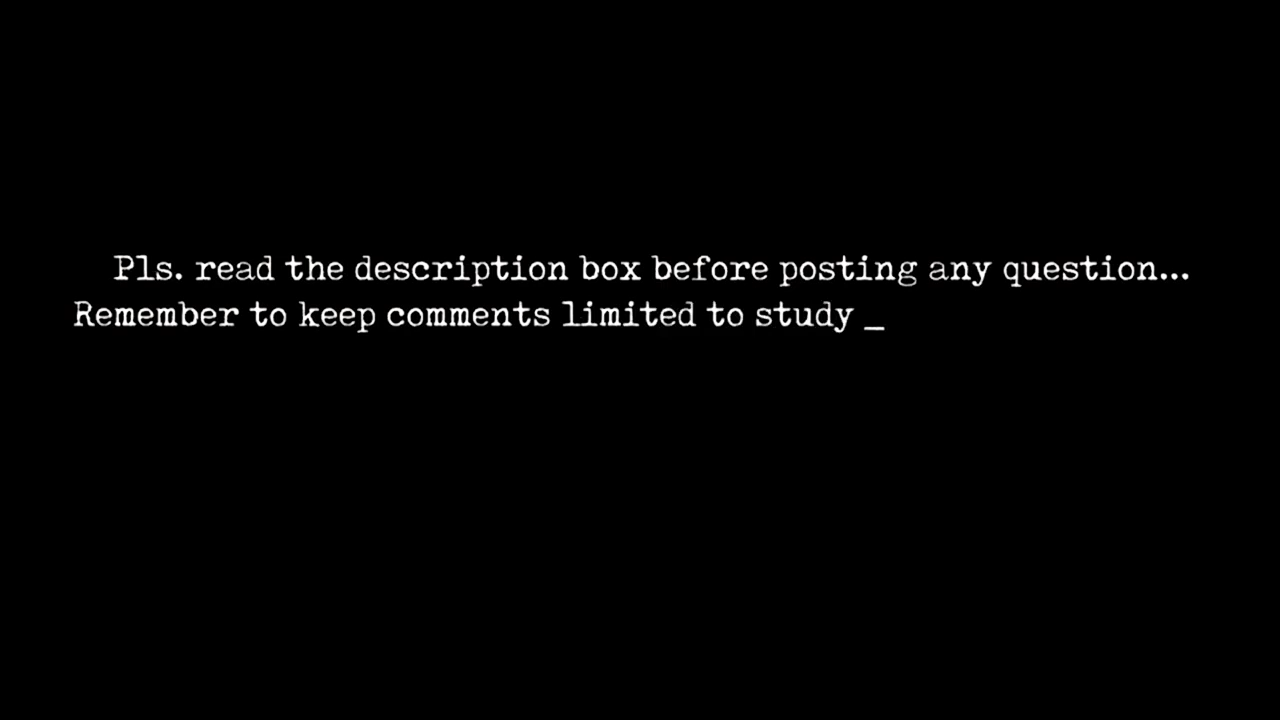 Pls. read the description box before posting any question...
Remember to keep comments limited to study _